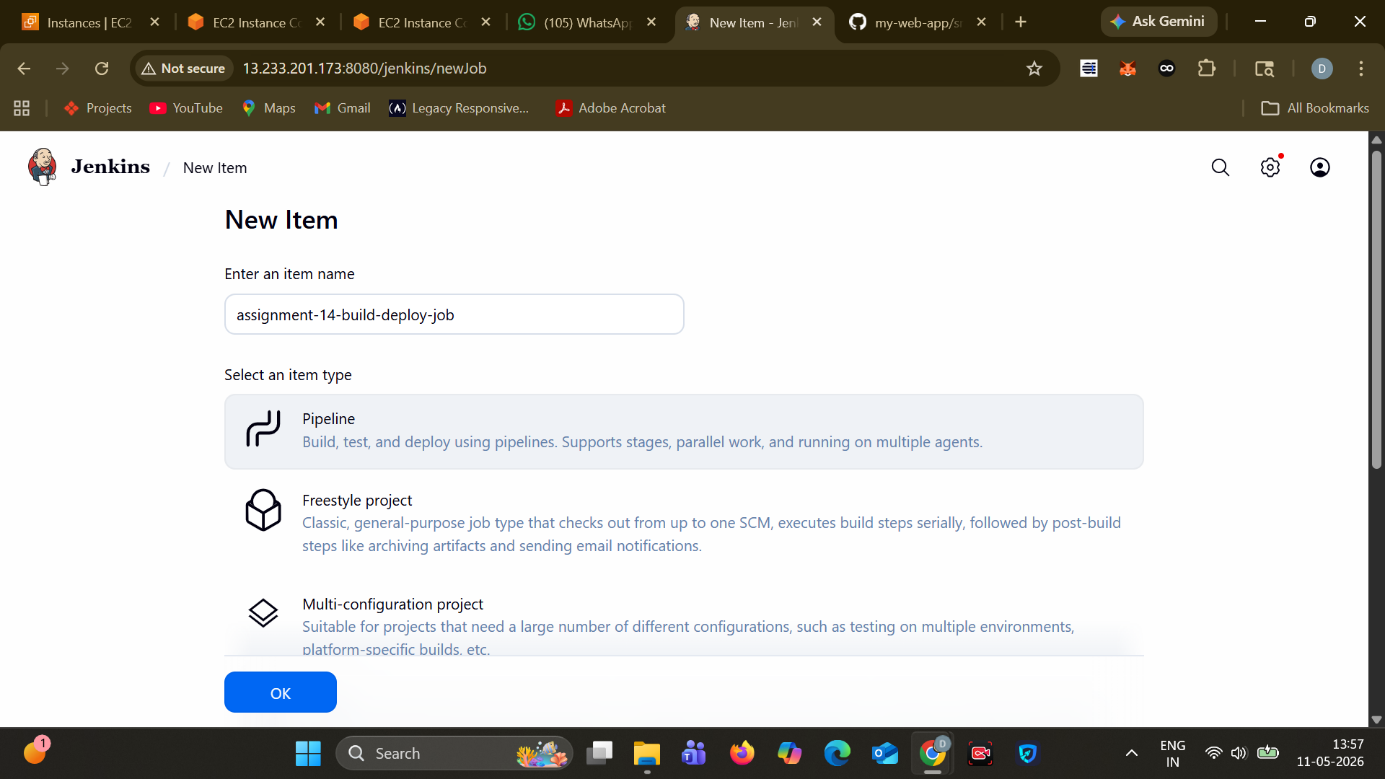 Instances | EC2
EC2 Instance Co
EC2 Instance Co
(105) WhatsApp
New Item - Jenk
my-web-app/s
Ask Gemini
Not secure
13.233.201.173:8080/jenkins/newJob
D
Projects
YouTube
Maps
Gmail
Legacy Responsive...
Adobe Acrobat
All Bookmarks
Jenkins / New Item
New Item
Enter an item name
assignment-14-build-deploy-job
Select an item type
Pipeline
Build, test, and deploy using pipelines. Supports stages, parallel work, and running on multiple agents.
Freestyle project
Classic, general-purpose job type that checks out from up to one SCM, executes build steps serially, followed by post-build
steps like archiving artifacts and sending email notifications.
Multi-configuration project
Suitable for projects that need a large number of different configurations, such as testing on multiple environments,
platform-specific builds, etc.
OK
1
Search
D
ENG
IN
13:57
11-05-2026